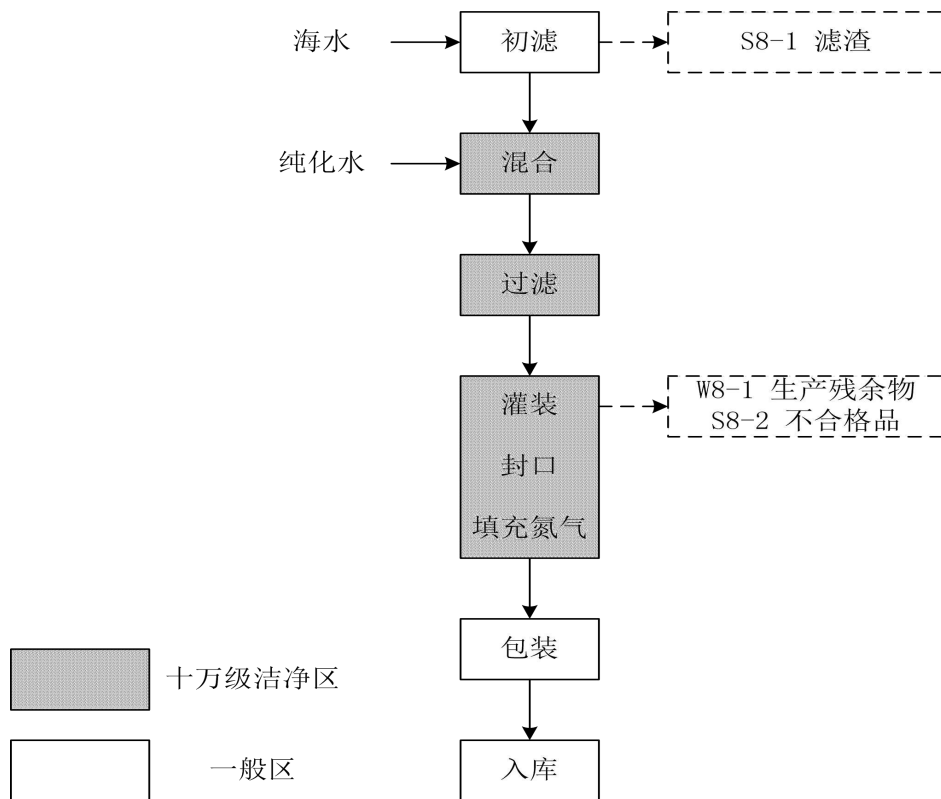 海水
初滤
S8-1 滤渣
纯化水
混合
过滤
灌装
封口
填充氮气
W8-1 生产残余物
S8-2 不合格品
包装
十万级洁净区
入库
一般区